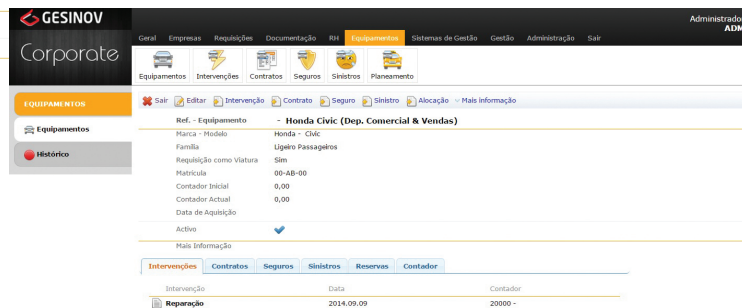 GESINOV
Corporate
Administrador
ADM
Geral Empresas Requisições Documentação RH Equipamentos Sistemas de Gestão Gestão Administração Sair
Equipamentos Intervenções Contratos Seguros Sinistros Planeamento
EQUIPAMENTOS
Equipamentos
Histórico
Sair Editar Intervenção Contrato Seguro Sinistro Alocação Mais informação
Ref. - Equipamento - Honda Civic (Dep. Comercial & Vendas)
Marca - Modelo Honda - Civic
Familia Ligeiro Passageiros
Requisição como Viatura Sim
Matricula 00-AB-00
Contador Inicial 0,00
Contador Actual 0,00
Data de Aquisição
Activo
Mais Informação
Intervenções Contratos Seguros Sinistros Reservas Contador
Intervenção Data Contador
Reparação 2014.09.09 20000 -